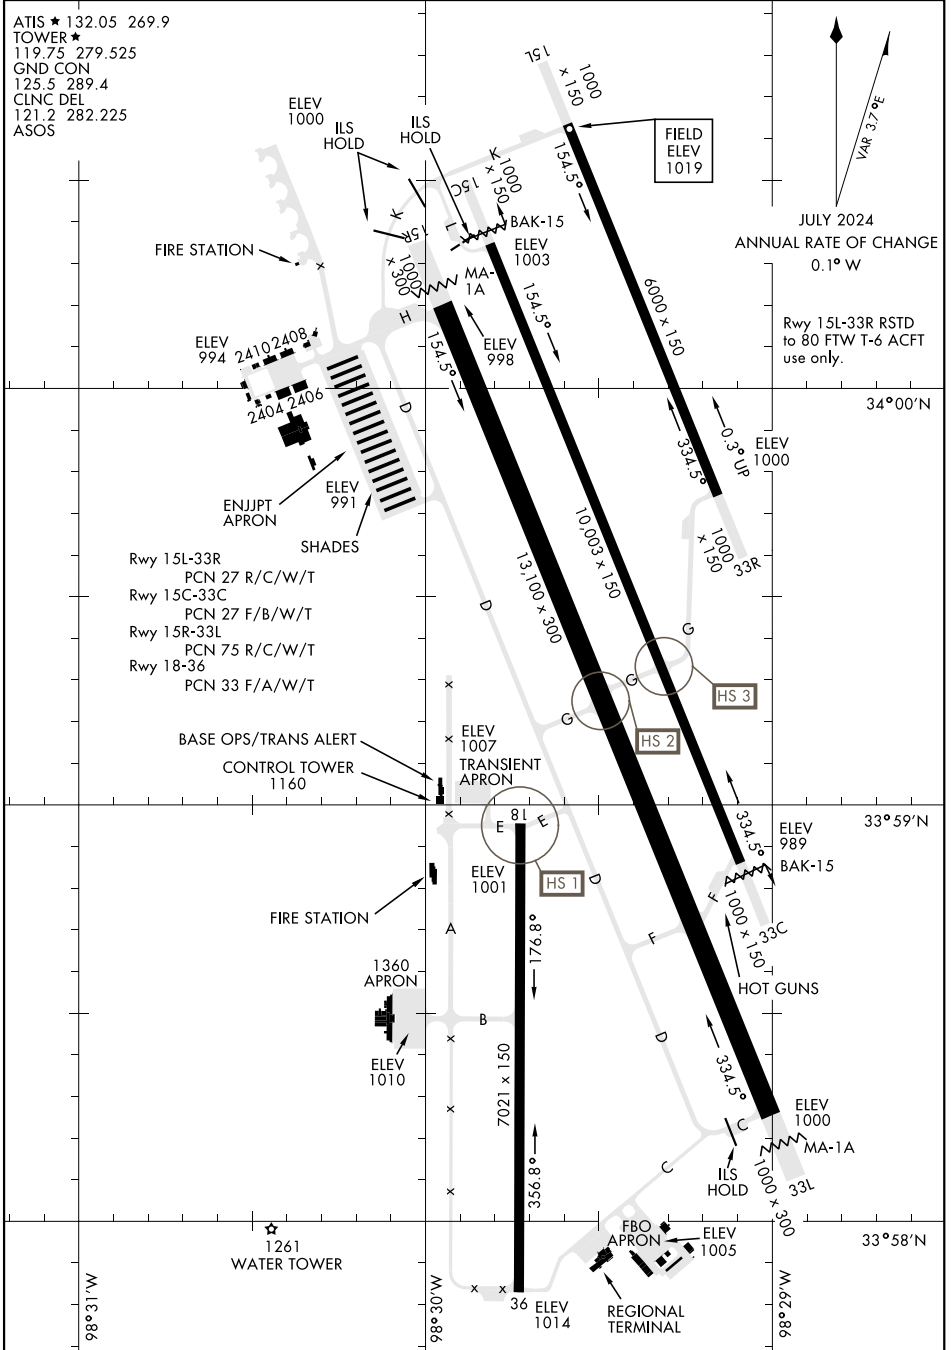 ATIS ★ 132.05 269.9
TOWER ★
119.75 279.525
GND CON
125.5 289.4
CLNC DEL
121.2 282.225
ASOS
ELEV
1000
ILS
HOLD
ILS
HOLD
15L
1000
x 150
FIELD
ELEV
1019
VAR 3.7°E
JULY 2024
ANNUAL RATE OF CHANGE
0.1° W
Rwy 15L-33R RSTD
to 80 FTW T-6 ACFT
use only.
154.5°
K
1000
x 150
15C
K
15R
L
BAK-15
ELEV
1003
FIRE STATION
x
1000
x 300
MA-
1A
H
ELEV
998
154.5°
154.5°
6000 x 150
ELEV
994
2410
2408
2404
2406
D
34°00'N
334.5°
0.3° UP
ELEV
1000
ENJJPT
APRON
ELEV
991
SHADES
10,003 x 150
13,100 x 300
1000
x 150
33R
Rwy 15L-33R
PCN 27 R/C/W/T
Rwy 15C-33C
PCN 27 F/B/W/T
Rwy 15R-33L
PCN 75 R/C/W/T
Rwy 18-36
PCN 33 F/A/W/T
D
G
G
G
HS 3
HS 2
x
x
BASE OPS/TRANS ALERT
CONTROL TOWER
1160
ELEV
1007
TRANSIENT
APRON
x
E
18
E
HS 1
33°59'N
334.5°
ELEV
989
BAK-15
ELEV
1001
D
FIRE STATION
A
176.8°
F
F
1000 x 150
33C
HOT GUNS
1360
APRON
B
ELEV
1010
x
7021 x 150
D
334.5°
x
356.8°
C
C
ELEV
1000
MA-1A
ILS
HOLD
1000 x 300
33L
x
1261
WATER TOWER
FBO
APRON
ELEV
1005
33°58'N
x
x
36
ELEV
1014
REGIONAL
TERMINAL
98°31'W
98°30'W
98°29'W